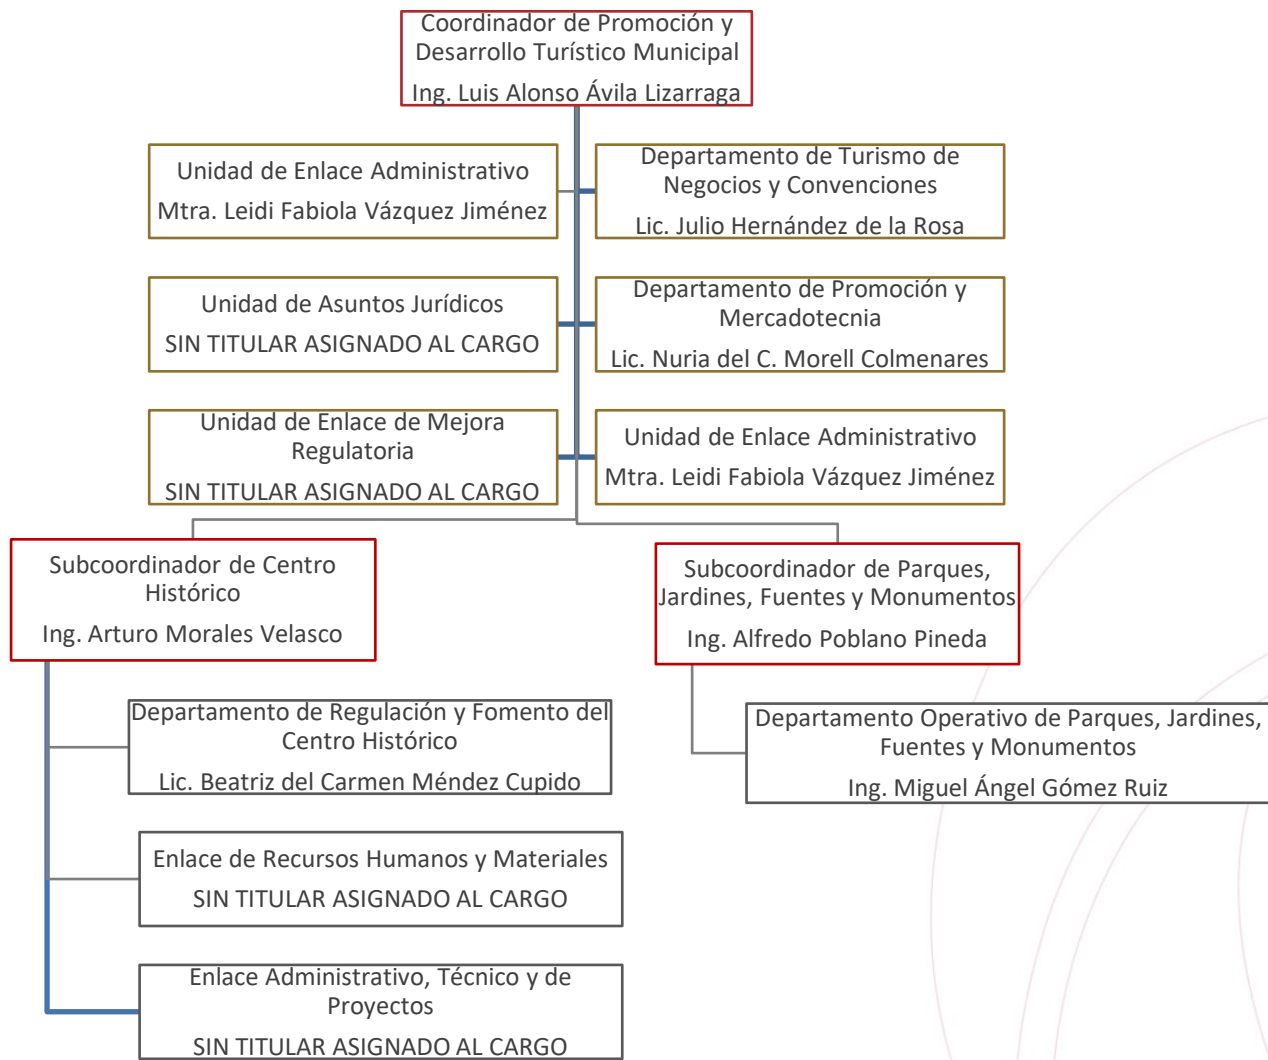 Coordinador de Promoción y
Desarrollo Turístico Municipal
Ing. Luis Alonso Ávila Lizarraga
Unidad de Enlace Administrativo
Mtra. Leidi Fabiola Vázquez Jiménez
Departamento de Turismo de
Negocios y Convenciones
Lic. Julio Hernández de la Rosa
Unidad de Asuntos Jurídicos
SIN TITULAR ASIGNADO AL CARGO
Departamento de Promoción y
Mercadotecnia
Lic. Nuria del C. Morell Colmenares
Unidad de Enlace de Mejora
Regulatoria
SIN TITULAR ASIGNADO AL CARGO
Unidad de Enlace Administrativo
Mtra. Leidi Fabiola Vázquez Jiménez
Subcoordinador de Centro
Histórico
Ing. Arturo Morales Velasco
Subcoordinador de Parques,
Jardines, Fuentes y Monumentos
Ing. Alfredo Poblano Pineda
Departamento de Regulación y Fomento del
Centro Histórico
Lic. Beatriz del Carmen Méndez Cupido
Departamento Operativo de Parques, Jardines,
Fuentes y Monumentos
Ing. Miguel Ángel Gómez Ruiz
Enlace de Recursos Humanos y Materiales
SIN TITULAR ASIGNADO AL CARGO
Enlace Administrativo, Técnico y de
Proyectos
SIN TITULAR ASIGNADO AL CARGO